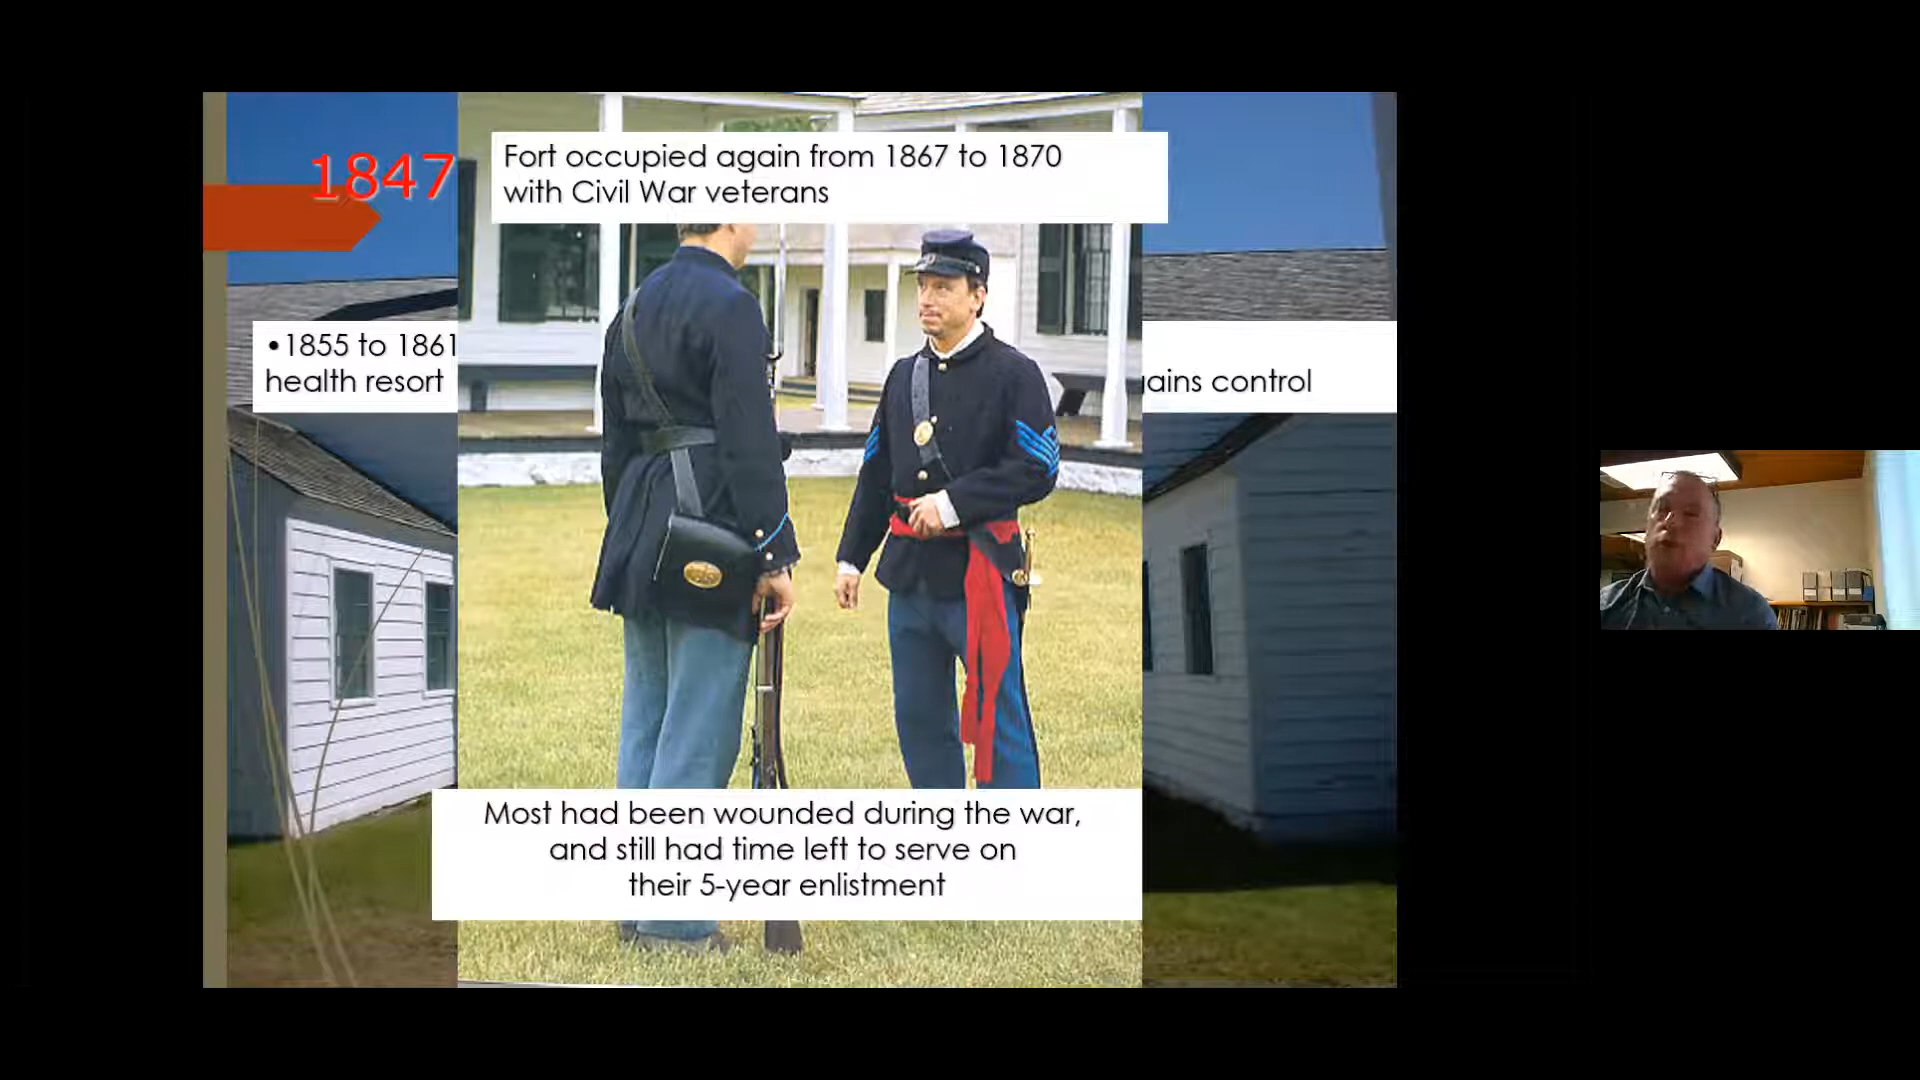 1847
Fort occupied again from 1867 to 1870
with Civil War veterans
•1855 to 1861
health resort
ains control
Most had been wounded during the war,
and still had time left to serve on
their 5-year enlistment